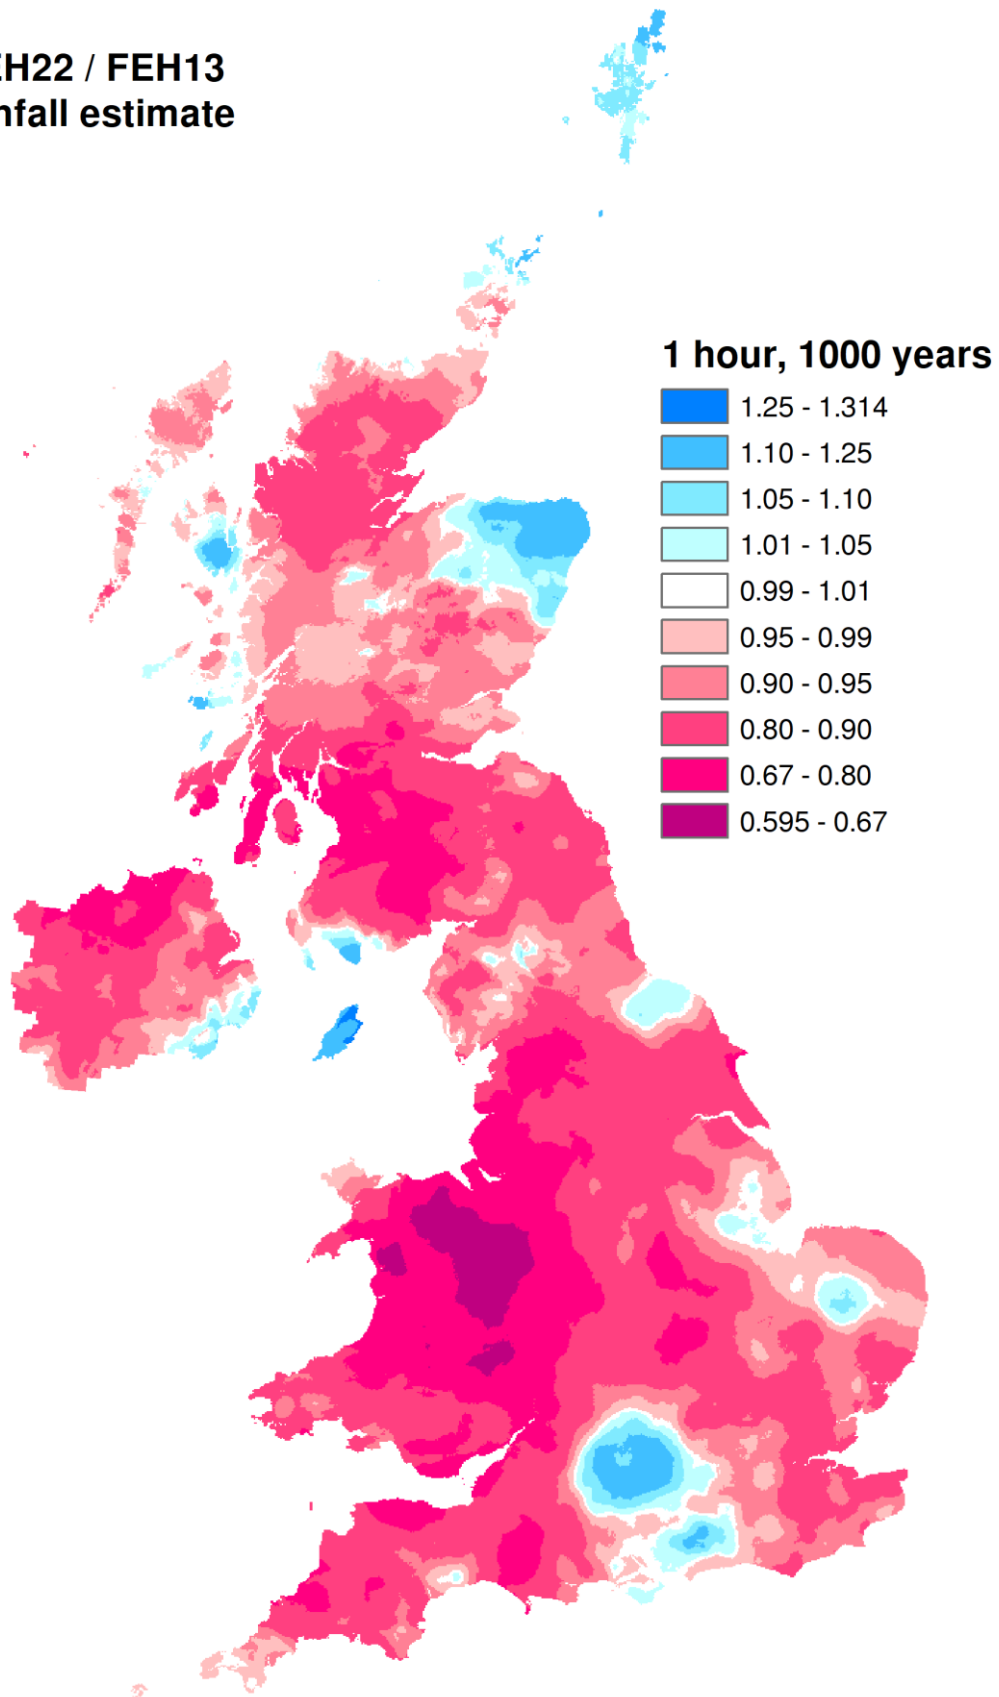 EH22 / FEH13
nfall estimate
1 hour, 1000 years
1.25 - 1.314
1.10 - 1.25
1.05 - 1.10
1.01 - 1.05
0.99 - 1.01
0.95 - 0.99
0.90 - 0.95
0.80 - 0.90
0.67 - 0.80
0.595 - 0.67